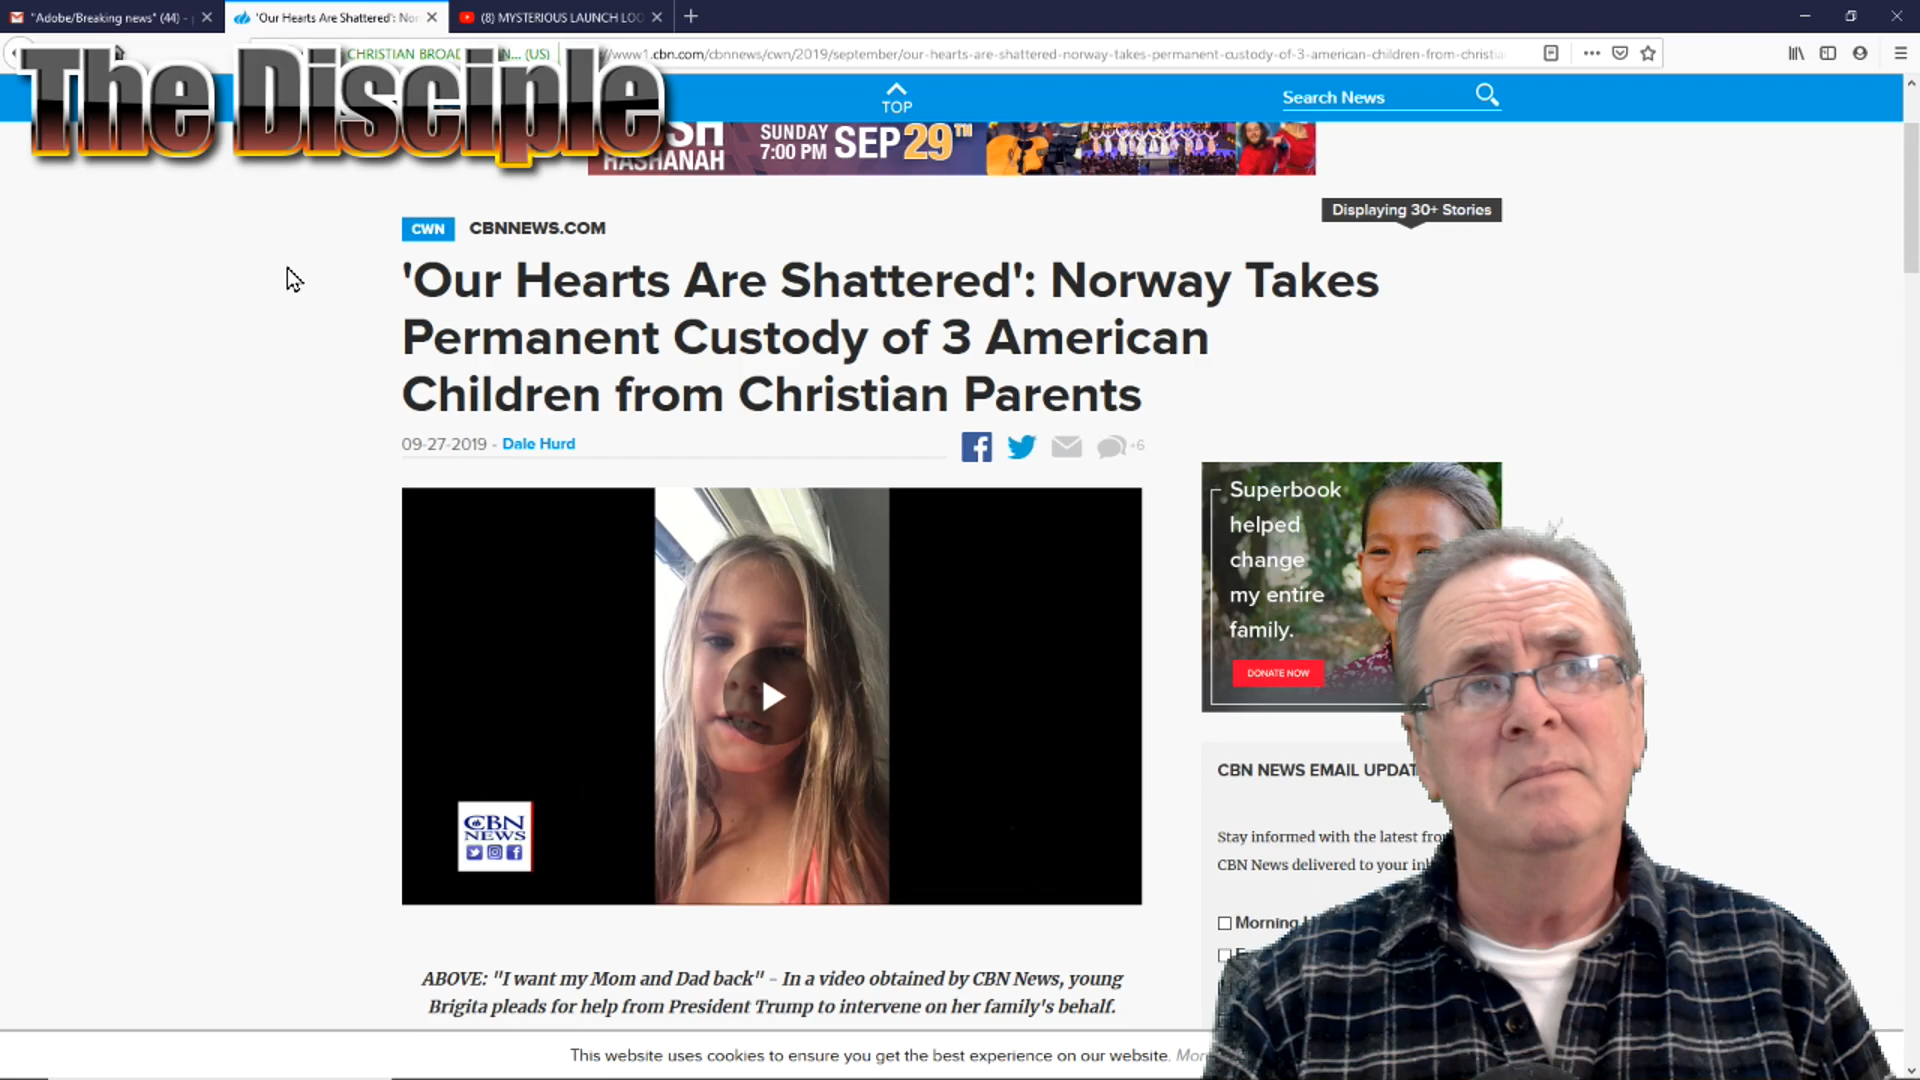 "Adobe/Breaking news" (44) -
'Our Hearts Are Shattered': Nor
(8) MYSTERIOUS LAUNCH LOO
CHRISTIAN BROAD
N... (US)
www1.cbn.com/cbnnews/cwn/2019/september/our-hearts-are-shattered-norway-takes-permanent-custody-of-3-american-children-from-christia
The Disciple
TOP
Search News
HASHANAH
SUNDAY
7:00 PM
SEP 29TH
Displaying 30+ Stories
CWN CBNNEWS.COM
'Our Hearts Are Shattered': Norway Takes
Permanent Custody of 3 American
Children from Christian Parents
09-27-2019 - Dale Hurd
+6
Superbook
helped
change
my entire
family.
DONATE NOW
CBN
NEWS
CBN NEWS EMAIL UPDAT
Stay informed with the latest fro
CBN News delivered to your in
Morning
ABOVE: "I want my Mom and Dad back" - In a video obtained by CBN News, young
Brigita pleads for help from President Trump to intervene on her family's behalf.
This website uses cookies to ensure you get the best experience on our website. Mor